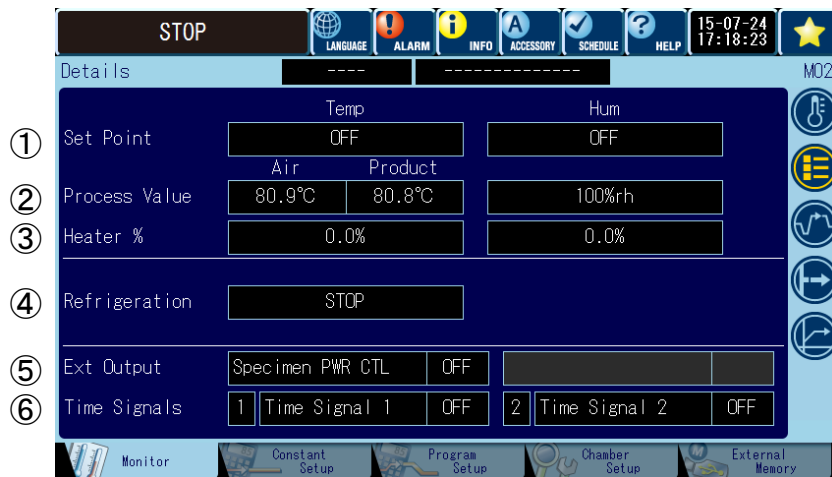 STOP LANGUAGE ALARM INFO A ACCESSORY SCHEDULE ? HELP 15-07-24
17:18:23
Details ---- -------------- M02
Temp Hum
① Set Point OFF OFF
Air Product
② Process Value 80.9℃ 80.8℃ 100%rh
③ Heater % 0.0% 0.0%
④ Refrigeration STOP
⑤ Ext Output Specimen PWR CTL OFF
⑥ Time Signals 1 Time Signal 1 OFF 2 Time Signal 2 OFF
Monitor Constant Setup Program Setup Chamber Setup External Memory